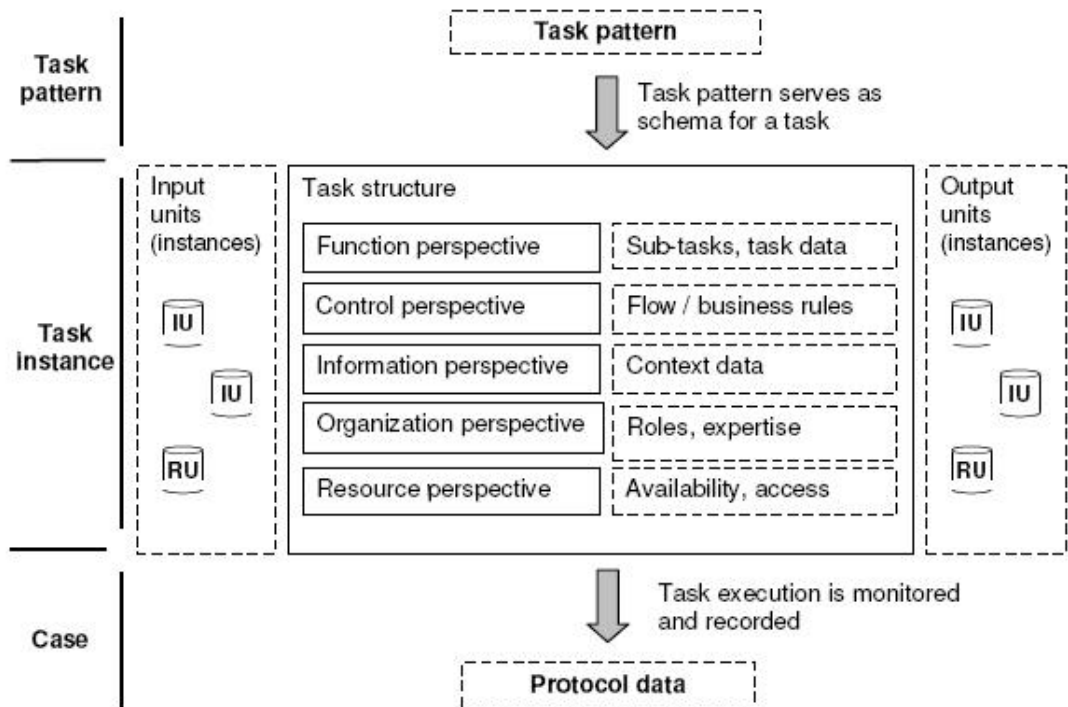 Task pattern
Task
pattern
Task pattern serves as
schema for a task
Input
units
(instances)
Task structure
Output
units
(instances)
Function perspective
Sub-tasks, task data
Control perspective
Flow / business rules
IU
IU
Task
instance
Information perspective
Context data
IU
IU
Organization perspective
Roles, expertise
RU
RU
Resource perspective
Availability, access
Task execution is monitored
and recorded
Case
Protocol data